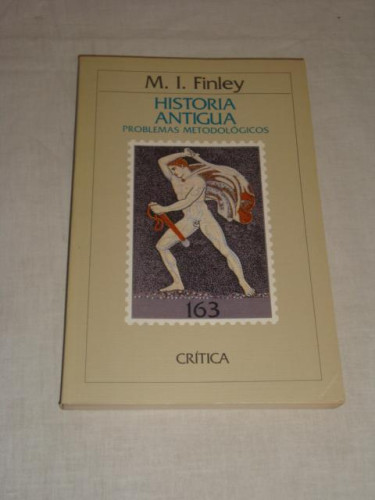 M. I. Finley
HISTORIA
ANTIGUA
PROBLEMAS METODOLÓGICOS
163
CRÍTICA